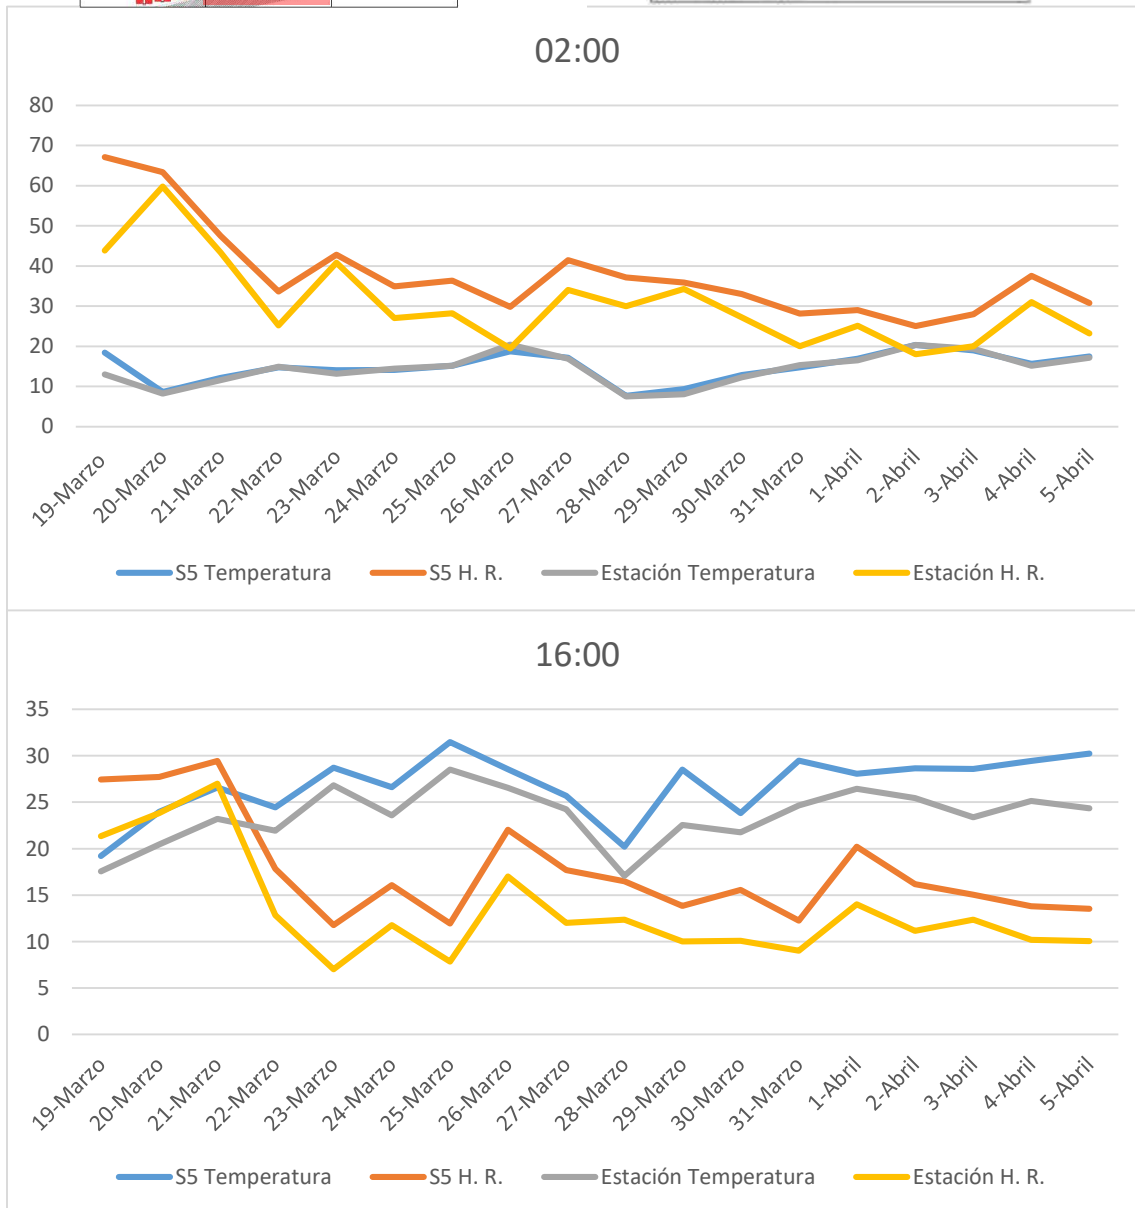 02:00
80
70
60
50
40
30
20
10
0
19-Marzo
20-Marzo
21-Marzo
22-Marzo
23-Marzo
24-Marzo
25-Marzo
26-Marzo
27-Marzo
28-Marzo
29-Marzo
30-Marzo
31-Marzo
1-Abril
2-Abril
3-Abril
4-Abril
5-Abril
S5 Temperatura S5 H. R. Estación Temperatura Estación H. R.
16:00
35
30
25
20
15
10
5
0
19-Marzo
20-Marzo
21-Marzo
22-Marzo
23-Marzo
24-Marzo
25-Marzo
26-Marzo
27-Marzo
28-Marzo
29-Marzo
30-Marzo
31-Marzo
1-Abril
2-Abril
3-Abril
4-Abril
5-Abril
S5 Temperatura S5 H. R. Estación Temperatura Estación H. R.